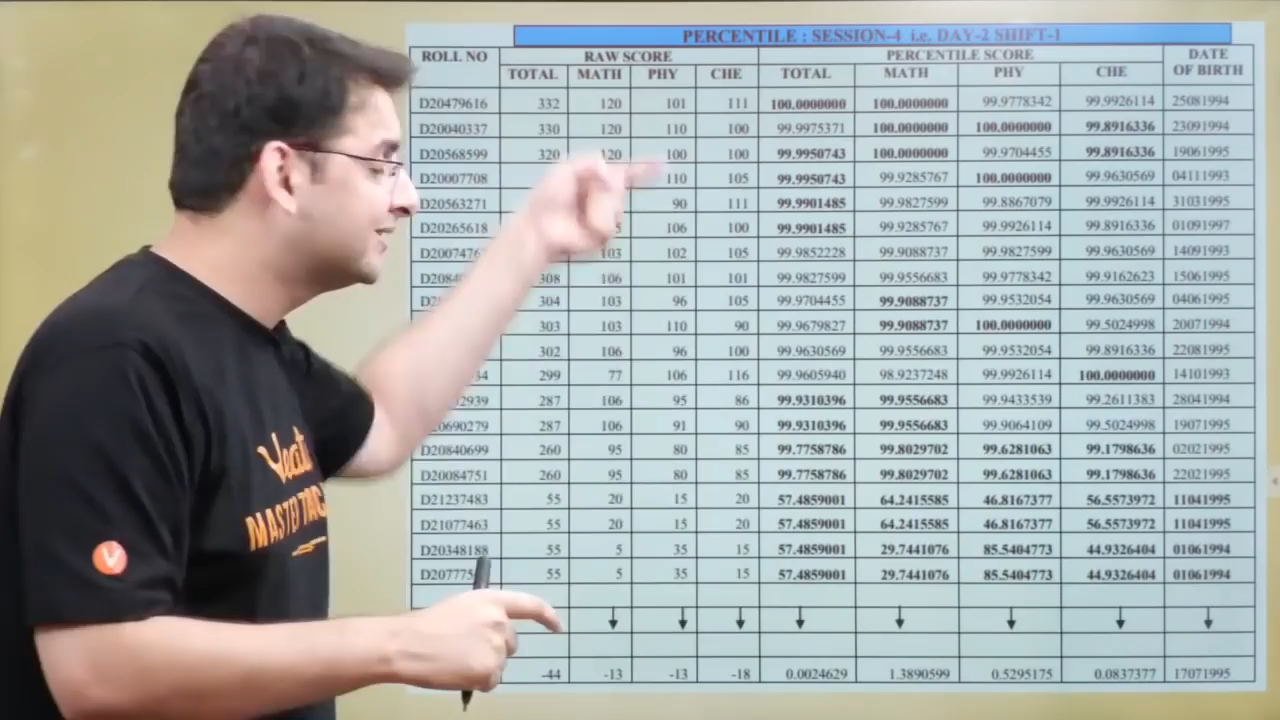 PERCENTILE : SESSION-4 i.e. DAY-2 SHIFT-1
ROLL NO RAW SCORE PERCENTILE SCORE DATE OF BIRTH
TOTAL MATH PHY CHE TOTAL MATH PHY CHE
D20479616 332 120 101 111 100.0000000 100.0000000 99.9778342 99.9926114 25081994
D20040337 330 120 110 100 99.9975371 100.0000000 100.0000000 99.8916336 23091994
D20568599 320 120 100 100 99.9950743 100.0000000 99.9704455 99.8916336 19061995
D20007708 110 105 99.9950743 99.9285767 100.0000000 99.9630569 04111993
D20563271 90 111 99.9901485 99.9827599 99.8867079 99.9926114 31031995
D20265618 106 100 99.9901485 99.9285767 99.9926114 99.8916336 01091997
103 102 105 99.9852228 99.9088737 99.9827599 99.9630569 14091993
308 106 101 101 99.9827599 99.9556683 99.9778342 99.9162623 15061995
304 103 96 105 99.9704455 99.9088737 99.9532054 99.9630569 04061995
303 103 110 90 99.9679827 99.9088737 100.0000000 99.5024998 20071994
302 106 96 100 99.9630569 99.9556683 99.9532054 99.8916336 22081995
34 299 77 106 116 99.9605940 98.9237248 99.9926114 100.0000000 14101993
2939 287 106 95 86 99.9310396 99.9556683 99.9433539 99.2611383 28041994
0690279 287 106 91 90 99.9310396 99.9556683 99.9064109 99.5024998 19071995
D20840699 260 95 80 85 99.7758786 99.8029702 99.6281063 99.1798636 02021995
D20084751 260 95 80 85 99.7758786 99.8029702 99.6281063 99.1798636 22021995
D21237483 55 20 15 20 57.4859001 64.2415585 46.8167377 56.5573972 11041995
D21077463 55 20 15 20 57.4859001 64.2415585 46.8167377 56.5573972 11041995
D20348188 55 5 35 15 57.4859001 29.7441076 85.5404773 44.9326404 01061994
D207775 55 5 35 15 57.4859001 29.7441076 85.5404773 44.9326404 01061994
-44 -13 -13 -18 0.0024629 1.3890599 0.5295175 0.0837377 17071995